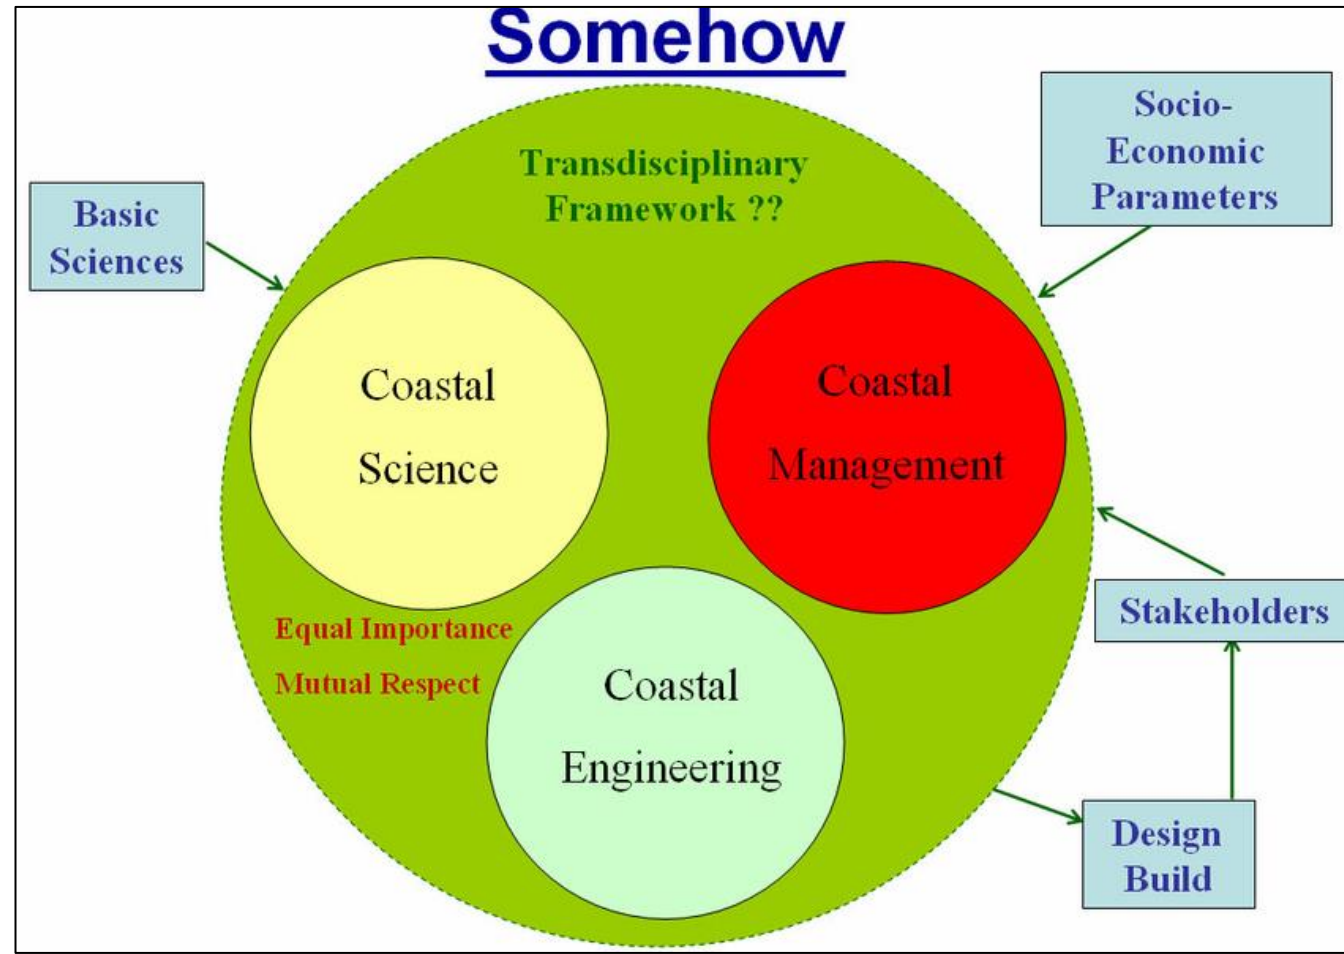 Somehow
Transdisciplinary
Framework ??
Socio-
Economic
Parameters
Basic
Sciences
Coastal
Science
Coastal
Management
Equal Importance
Mutual Respect
Coastal
Engineering
Stakeholders
Design
Build